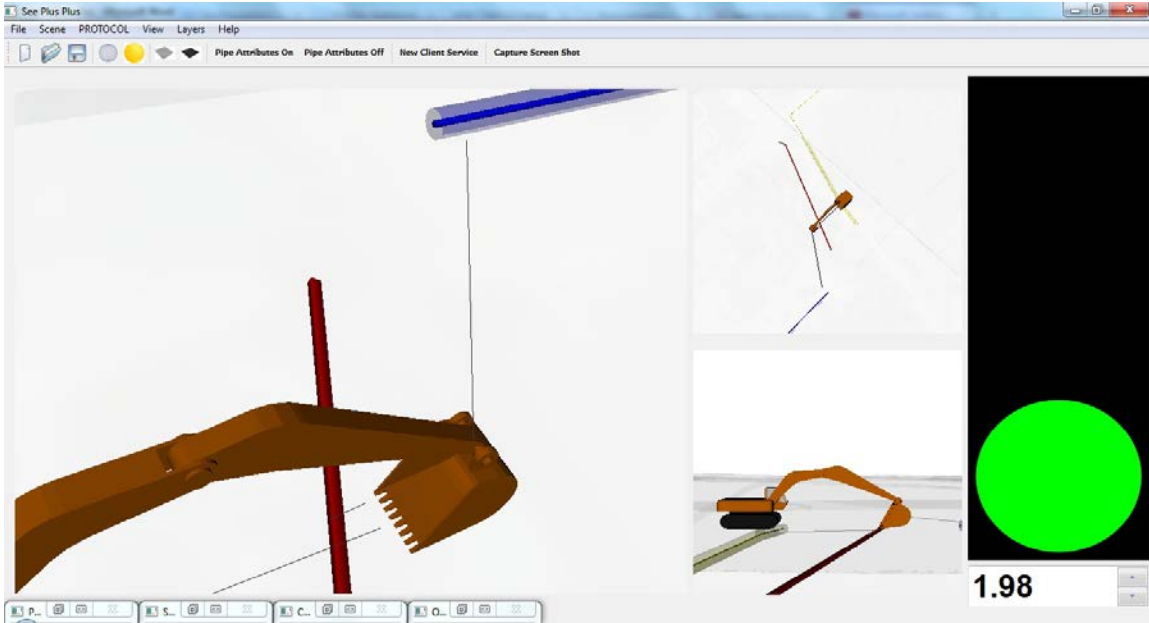 See Plus Plus
File Scene PROTOCOL View Layers Help
Pipe Attributes On Pipe Attributes Off New Client Service Capture Screen Shot
1.98
P... S... C... O...